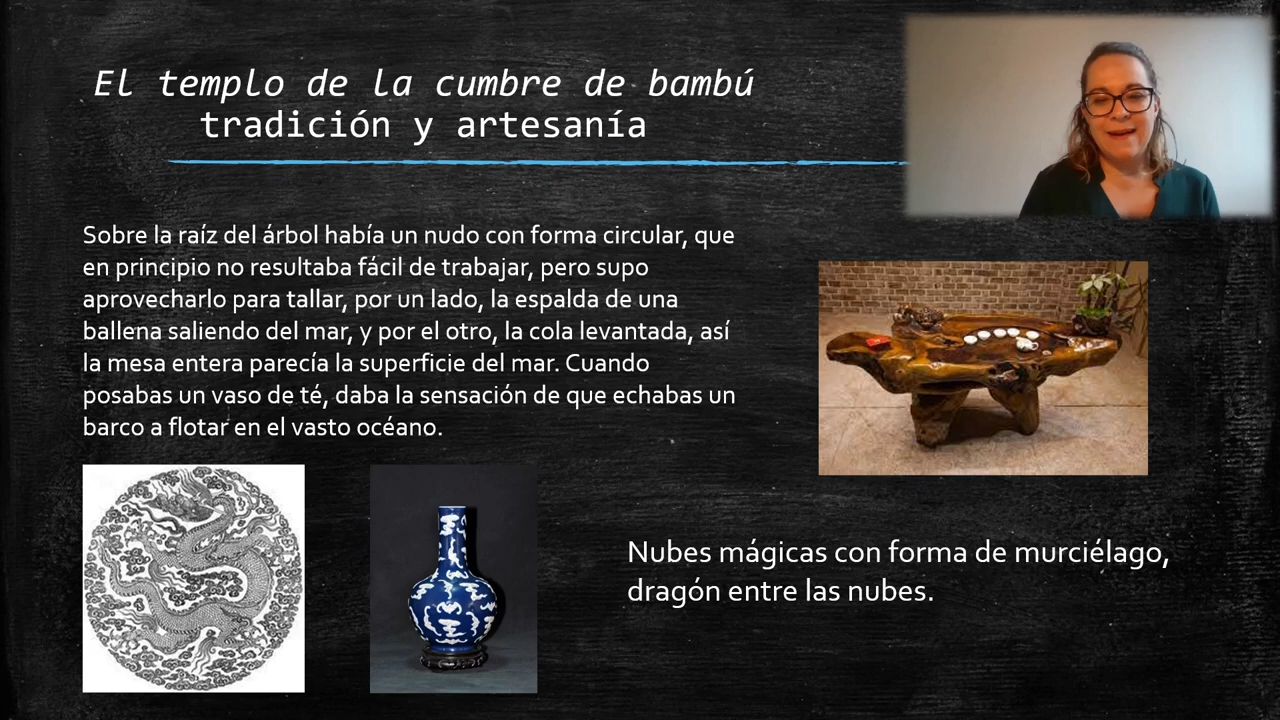 El templo de la cumbre de bambú
tradición y artesanía
Sobre la raíz del árbol había un nudo con forma circular, que
en principio no resultaba fácil de trabajar, pero supo
aprovecharlo para tallar, por un lado, la espalda de una
ballena saliendo del mar, y por el otro, la cola levantada, así
la mesa entera parecía la superficie del mar. Cuando
posabas un vaso de té, daba la sensación de que echabas un
barco a flotar en el vasto océano.
Nubes mágicas con forma de murciélago,
dragón entre las nubes.